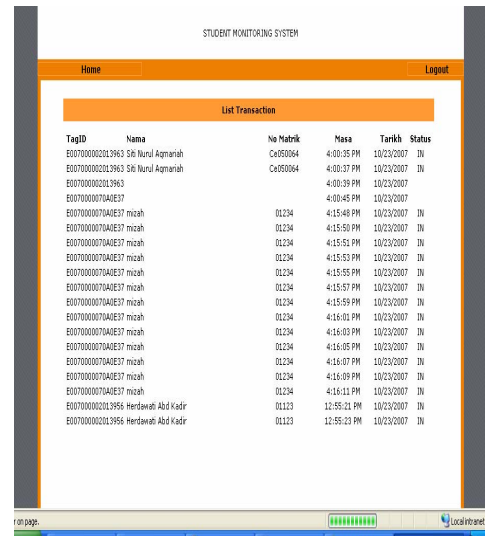 STUDENT MONITORING SYSTEM
Home Logout
List Transaction
TagID Nama No Matrik Masa Tarikh Status
E007000002013963 Siti Nurul Aqmariah Ce050064 4:00:35 PM 10/23/2007 IN
E007000002013963 Siti Nurul Aqmariah Ce050064 4:00:37 PM 10/23/2007 IN
E007000002013963 4:00:39 PM 10/23/2007
E0070000070A0E37 4:00:45 PM 10/23/2007
E0070000070A0E37 mizah 01234 4:15:48 PM 10/23/2007 IN
E0070000070A0E37 mizah 01234 4:15:50 PM 10/23/2007 IN
E0070000070A0E37 mizah 01234 4:15:51 PM 10/23/2007 IN
E0070000070A0E37 mizah 01234 4:15:53 PM 10/23/2007 IN
E0070000070A0E37 mizah 01234 4:15:55 PM 10/23/2007 IN
E0070000070A0E37 mizah 01234 4:15:57 PM 10/23/2007 IN
E0070000070A0E37 mizah 01234 4:15:59 PM 10/23/2007 IN
E0070000070A0E37 mizah 01234 4:16:01 PM 10/23/2007 IN
E0070000070A0E37 mizah 01234 4:16:03 PM 10/23/2007 IN
E0070000070A0E37 mizah 01234 4:16:05 PM 10/23/2007 IN
E0070000070A0E37 mizah 01234 4:16:07 PM 10/23/2007 IN
E0070000070A0E37 mizah 01234 4:16:09 PM 10/23/2007 IN
E0070000070A0E37 mizah 01234 4:16:11 PM 10/23/2007 IN
E007000002013956 Herdawati Abd Kadir 01123 12:55:21 PM 10/23/2007 IN
E007000002013956 Herdawati Abd Kadir 01123 12:55:23 PM 10/23/2007 IN
r on page. Local intranet